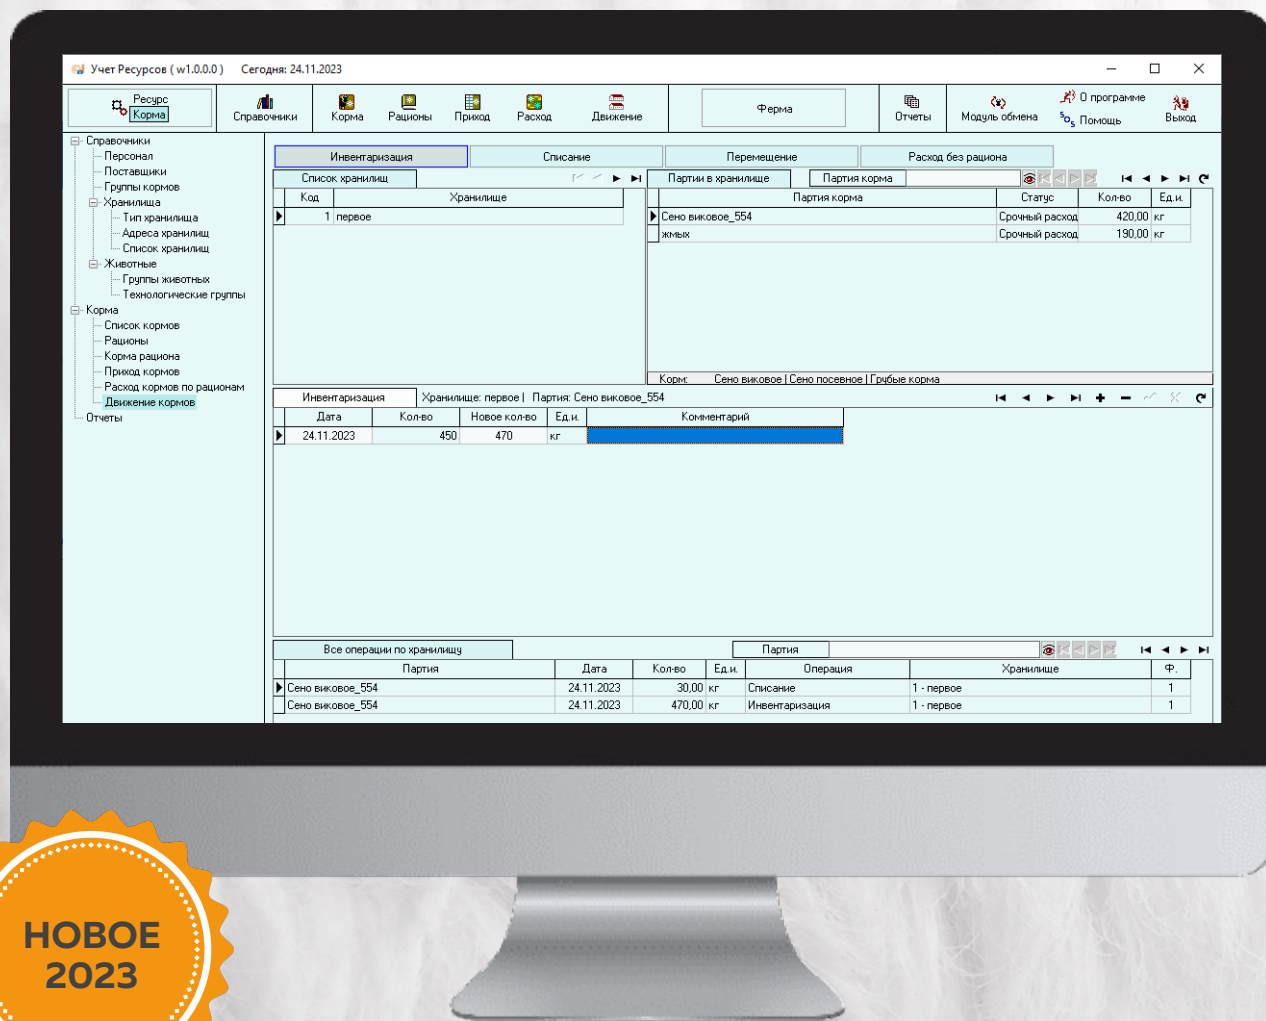 Учет Ресурсов ( w1.0.0.0 ) Сегодня: 24.11.2023
Ресурс
Корма
Справочники
Корма
Рационы
Приход
Расход
Движение
Ферма
Отчеты
Модуль обмена
О программе
Помощь
Выход
Справочники
Персонал
Поставщики
Группы кормов
Хранилища
Тип хранилища
Адреса хранилищ
Список хранилищ
Животные
Группы животных
Технологические группы
Корма
Список кормов
Рационы
Корма рациона
Приход кормов
Расход кормов по рационам
Движение кормов
Отчеты
Инвентаризация Списание Перемещение Расход без рациона
Список хранилищ
Код Хранилище
1 первое
Партии в хранилище Партия корма
Партия корма Статус Кол-во Ед.и.
Сено виковое_554 Срочный расход 420,00 кг
жмых Срочный расход 190,00 кг
Корм: Сено виковое | Сено посевное | Грубые корма
Инвентаризация Хранилище: первое | Партия: Сено виковое_554
Дата Кол-во Новое кол-во Ед.и. Комментарий
24.11.2023 450 470 кг
Все операции по хранилищу Партия
Партия Дата Кол-во Ед.и. Операция Хранилище Ф.
Сено виковое_554 24.11.2023 30,00 кг Списание 1 - первое 1
Сено виковое_554 24.11.2023 470,00 кг Инвентаризация 1 - первое 1
НОВОЕ
2023